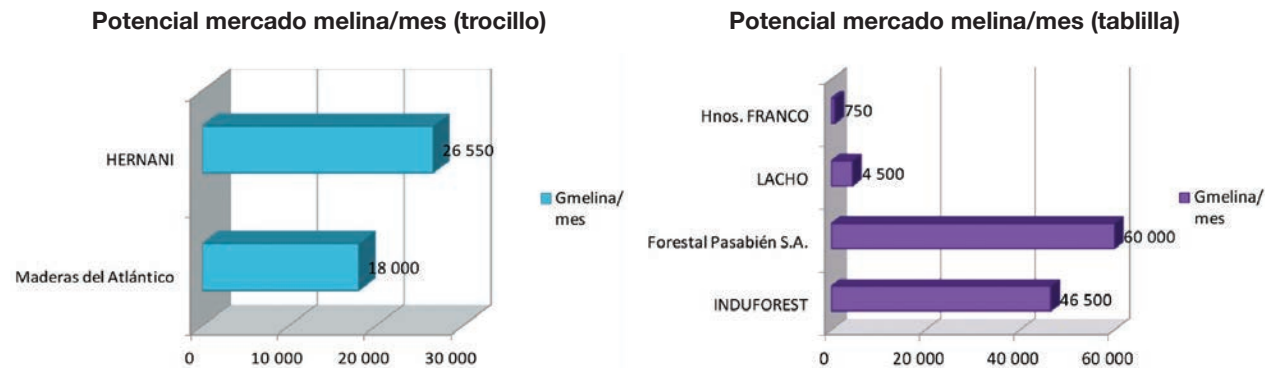 Potencial mercado melina/mes (trocillo)
HERNANI
26 550
Maderas del Atlántico
18 000
0
10 000
20 000
30 000
Gmelina/
mes
Potencial mercado melina/mes (tablilla)
Hnos. FRANCO
750
LACHO
4 500
Forestal Pasabién S.A.
60 000
INDUFOREST
46 500
0
20 000
40 000
60 000
Gmelina/
mes